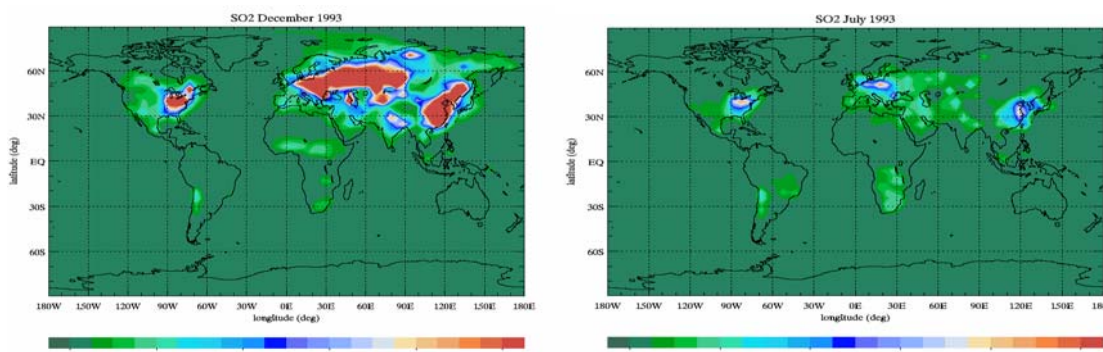 SO2 December 1993
60N
30N
EQ
30S
60S
latitude (deg)
180W 150W 120W 90W 60W 30W 0E 30E 60E 90E 120E 150E 180E
longitude (deg)
SO2 July 1993
60N
30N
EQ
30S
60S
latitude (deg)
180W 150W 120W 90W 60W 30W 0E 30E 60E 90E 120E 150E 180E
longitude (deg)